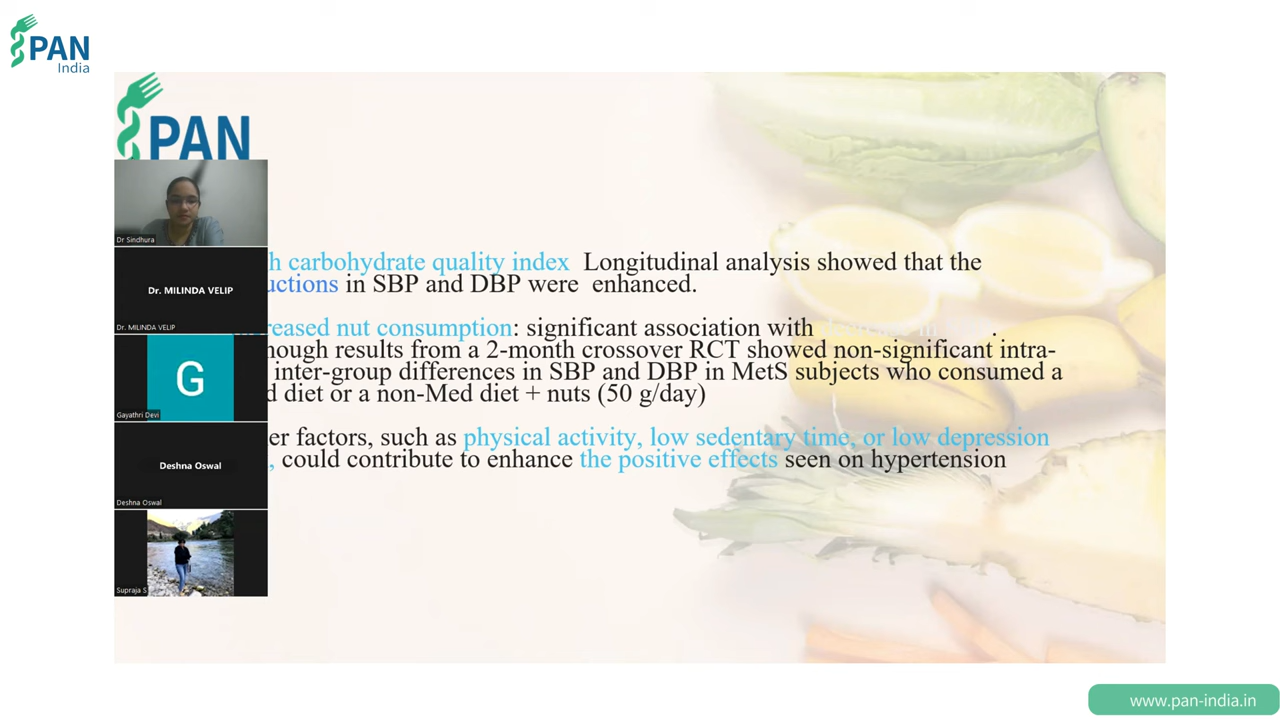 PAN
India
PAN
h carbohydrate quality index Longitudinal analysis showed that the
uctions in SBP and DBP were enhanced.
reased nut consumption: significant association with .
hough results from a 2-month crossover RCT showed non-significant intra-
inter-group differences in SBP and DBP in MetS subjects who consumed a
d diet or a non-Med diet + nuts (50 g/day)
er factors, such as physical activity, low sedentary time, or low depression
, could contribute to enhance the positive effects seen on hypertension
Dr Sindhura
Dr. MILINDA VELIP
Dr. MILINDA VELIP
G
Gayathri Devi
Deshna Oswal
Deshna Oswal
Supraja S
www.pan-india.in